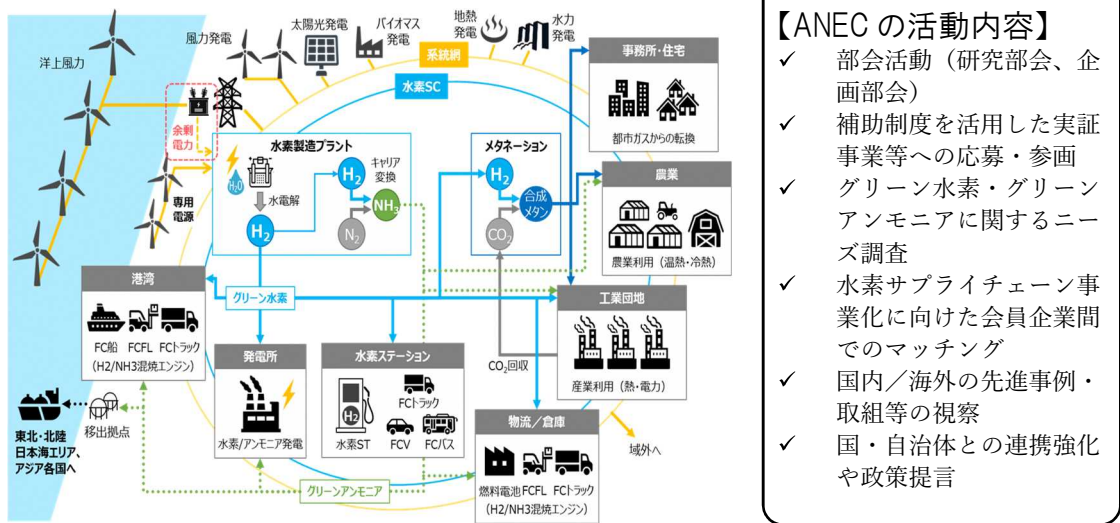 洋上風力
風力発電
太陽光発電
バイオマス
発電
地熱
発電
水力
発電
系統網
水素SC
余剰
電力
専用
電源
水素製造プラント
H₂O
水電解
H₂
H₂
キャリア
変換
N₂
NH₃
メタネーション
H₂
CO₂
合成
メタン
事務所・住宅
都市ガスからの転換
農業
農業利用（温熱・冷熱）
工業団地
産業利用（熱・電力）
CO₂回収
グリーン水素
港湾
FC船 FCFL FCトラック
（H2/NH3混焼エンジン）
発電所
水素/アンモニア発電
水素ステーション
H₂
FCトラック
水素ST FCV FCバス
物流／倉庫
燃料電池 FCFL FCトラック
（H2/NH3混焼エンジン）
域外へ
移出拠点
東北・北陸
日本海エリア、
アジア各国へ
グリーンアンモニア
【ANECの活動内容】
✓ 部会活動（研究部会、企
画部会）
✓ 補助制度を活用した実証
事業等への応募・参画
✓ グリーン水素・グリーン
アンモニアに関するニー
ズ調査
✓ 水素サプライチェーン事
業化に向けた会員企業間
でのマッチング
✓ 国内／海外の先進事例・
取組等の視察
✓ 国・自治体との連携強化
や政策提言